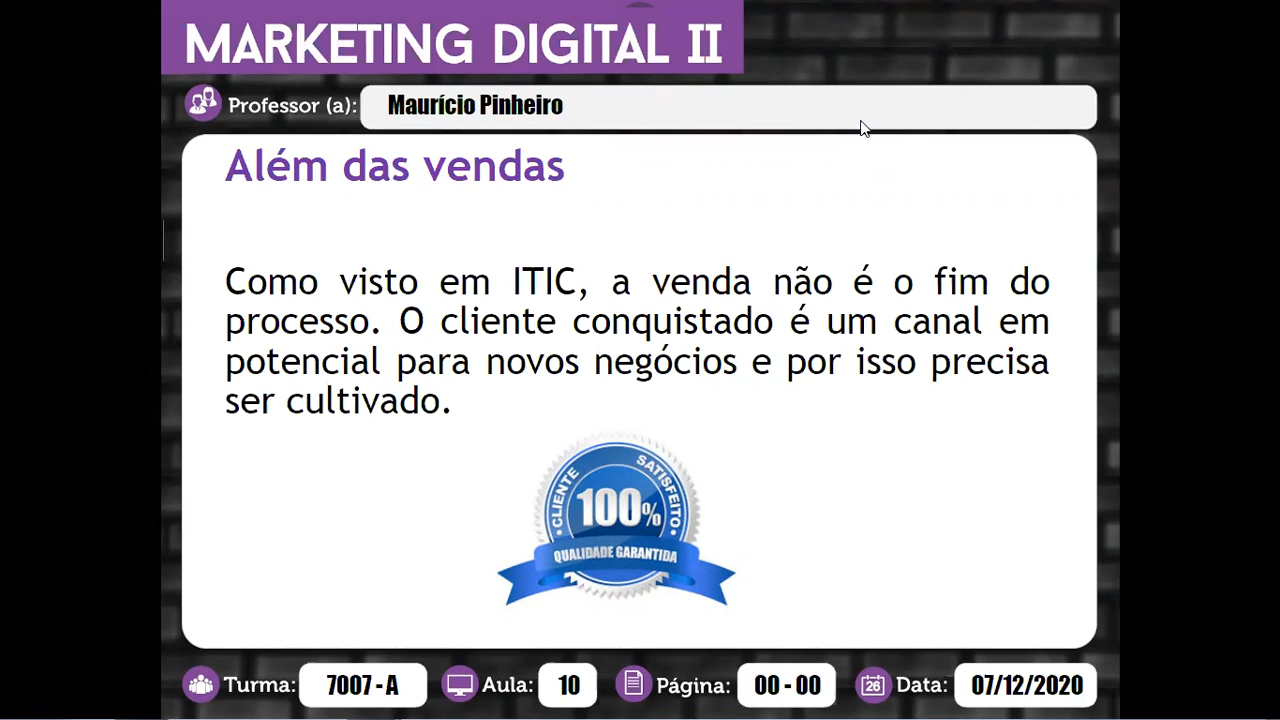 MARKETING DIGITAL II
Professor (a): Maurício Pinheiro
Além das vendas
Como visto em ITIC, a venda não é o fim do
processo. O cliente conquistado é um canal em
potencial para novos negócios e por isso precisa
ser cultivado.
CLIENTE SATISFEITO
100%
QUALIDADE GARANTIDA
Turma: 7007 - A Aula: 10 Página: 00 - 00 26 Data: 07/12/2020